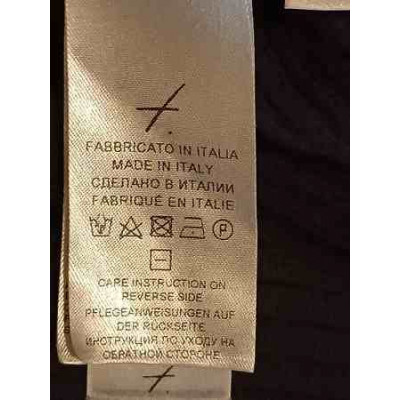 FABBRICATO IN ITALIA
MADE IN ITALY
СДЕЛАНО В ИТАЛИИ
FABRIQUÉ EN ITALIE
P
CARE INSTRUCTION ON
REVERSE SIDE
PFLEGEANWEISUNGEN AUF
DER RÜCKSEITE
ИНСТРУКЦИЯ ПО УХОДУ НА
ОБРАТНОЙ СТОРОНЕ